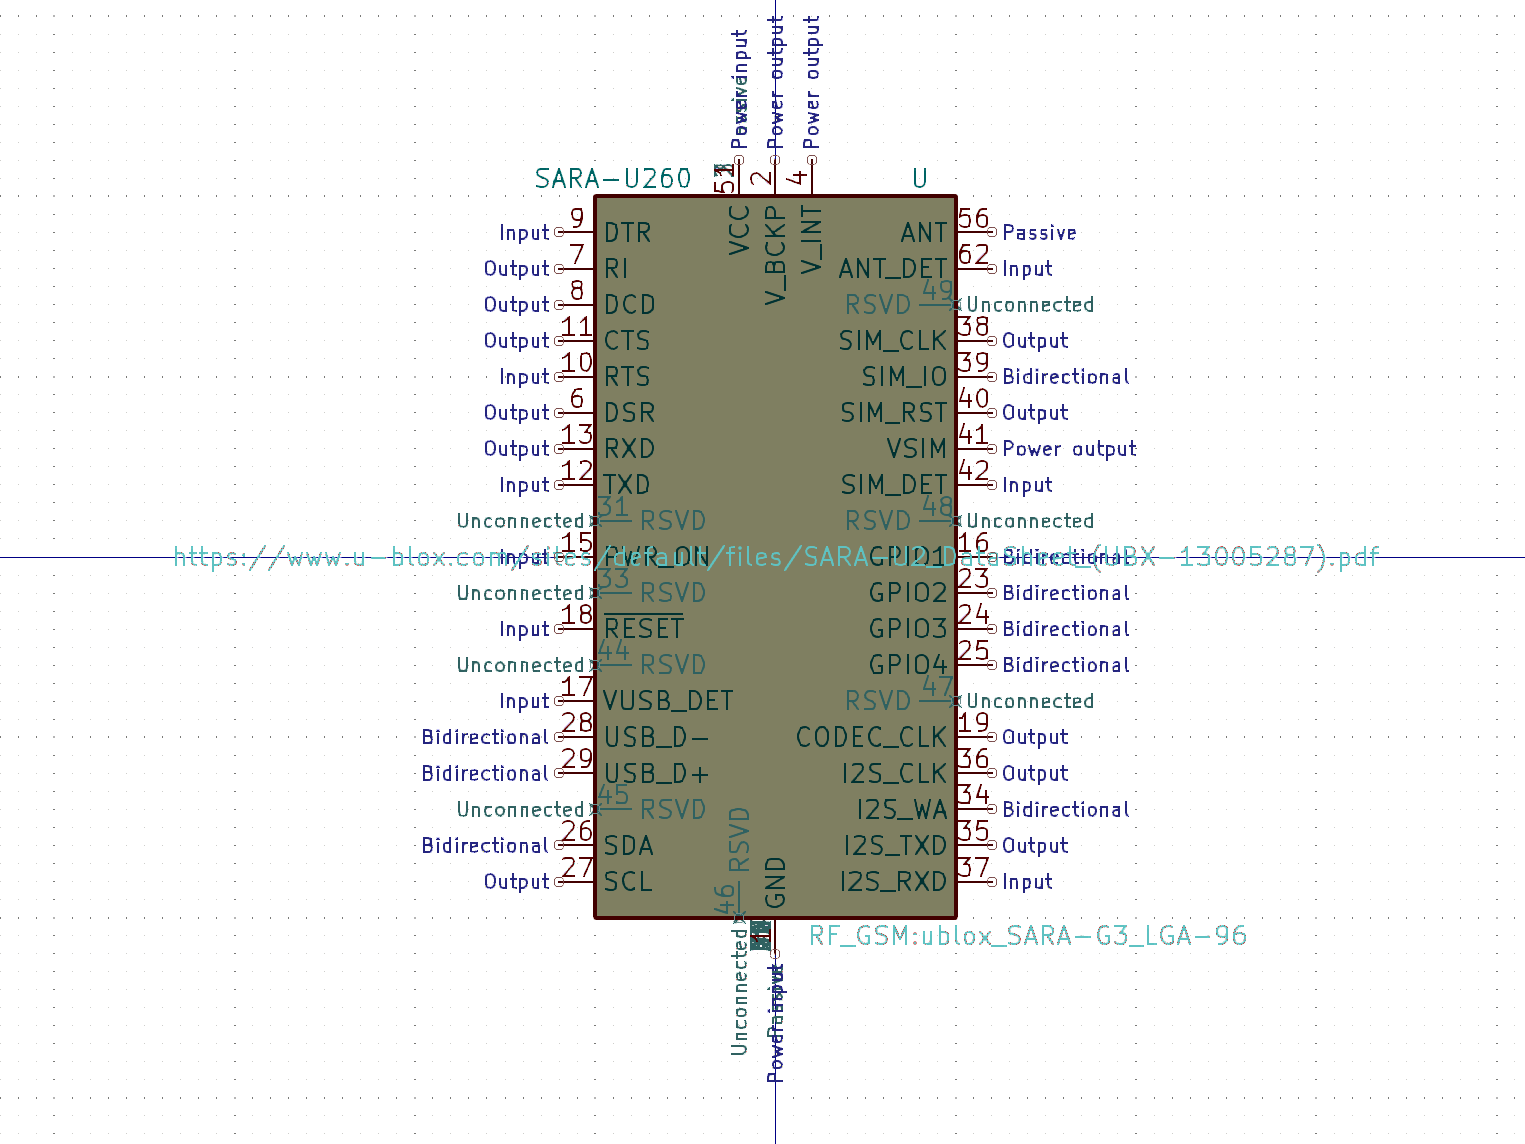 Power output
Power output
SARA-U260
U
51
2
4
VCC
V_BCKP
V_INT
Input 9 DTR
Output 7 RI
Output 8 DCD
Output 11 CTS
Input 10 RTS
Output 6 DSR
Output 13 RXD
Input 12 TXD
Unconnected 31 RSVD
Input 15 PWR_ON
Unconnected 33 RSVD
Input 18 RESET
Unconnected 44 RSVD
Input 17 VUSB_DET
Bidirectional 28 USB_D-
Bidirectional 29 USB_D+
Unconnected 45 RSVD
Bidirectional 26 SDA
Output 27 SCL
ANT 56 Passive
ANT_DET 62 Input
RSVD 49 Unconnected
SIM_CLK 38 Output
SIM_IO 39 Bidirectional
SIM_RST 40 Output
VSIM 41 Power output
SIM_DET 42 Input
RSVD 48 Unconnected
GPIO1 16 Bidirectional
GPIO2 23 Bidirectional
GPIO3 24 Bidirectional
GPIO4 25 Bidirectional
RSVD 47 Unconnected
CODEC_CLK 19 Output
I2S_CLK 36 Output
I2S_WA 34 Bidirectional
I2S_TXD 35 Output
I2S_RXD 37 Input
https://www.u-blox.com/sites/default/files/SARA-U2_DataSheet_(UBX-13005287).pdf
RSVD 46 Unconnected
GND
Power input
RF_GSM:ublox_SARA-G3_LGA-96